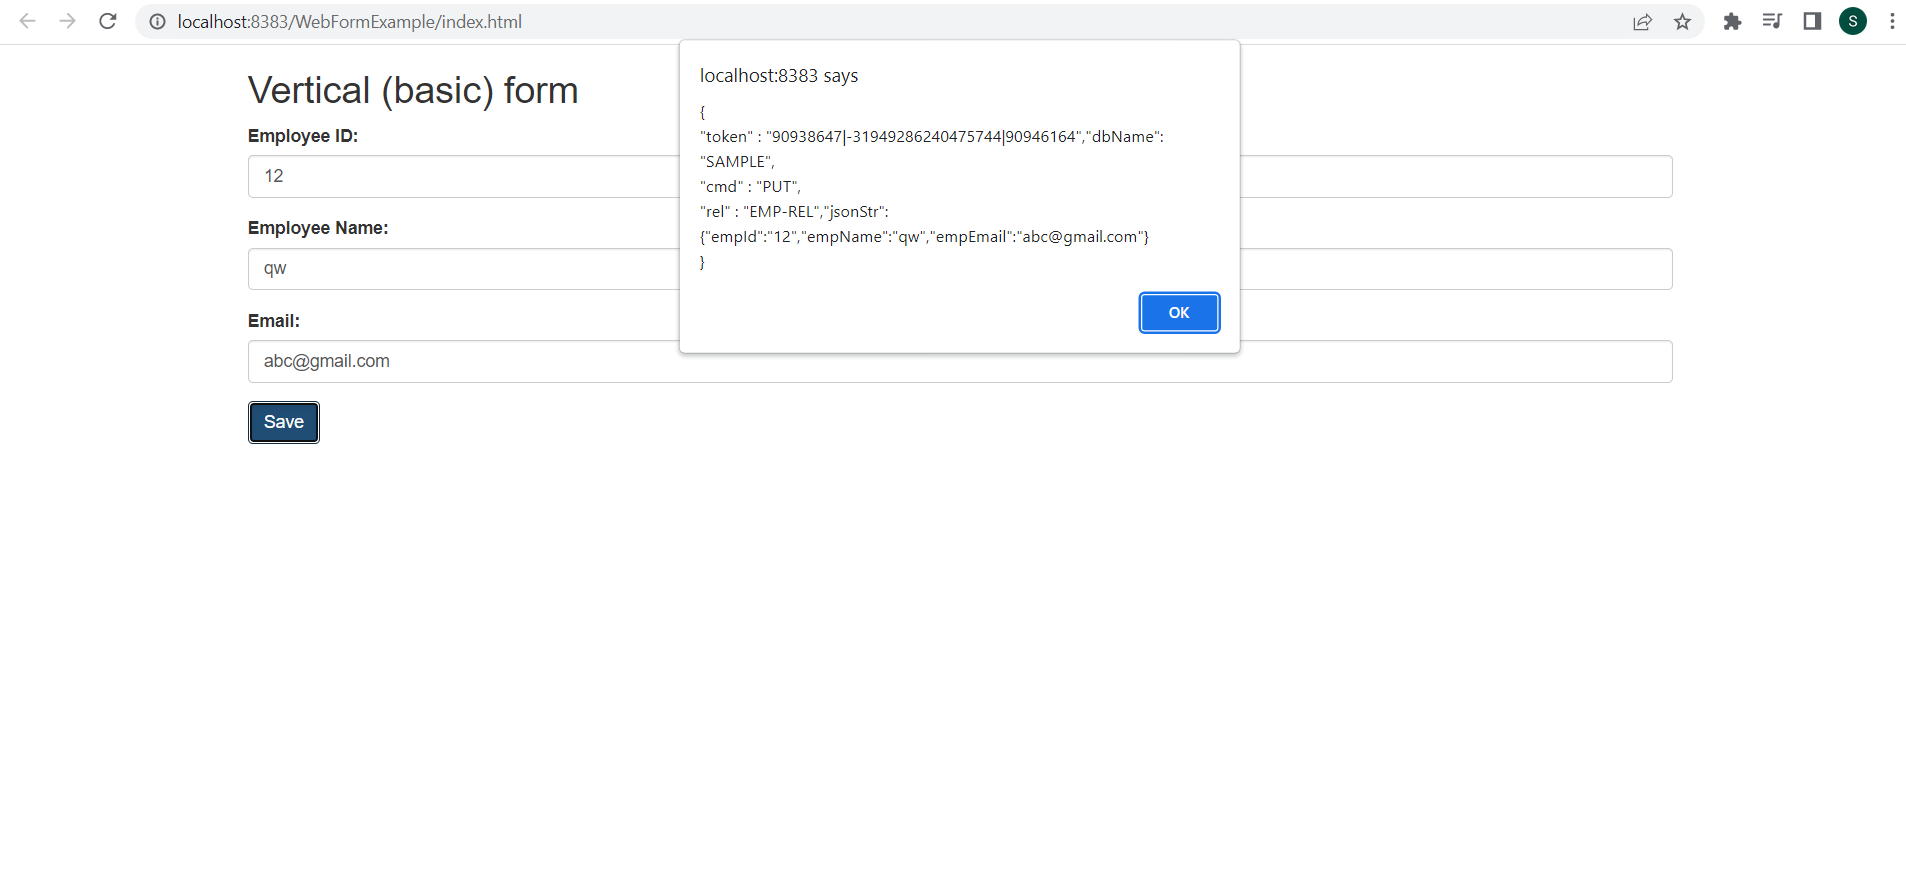 localhost:8383/WebFormExample/index.html
S
localhost:8383 says
{
"token" : "90938647|-31949286240475744|90946164","dbName":
"SAMPLE",
"cmd" : "PUT",
"rel" : "EMP-REL","jsonStr":
{"empId":"12","empName":"qw","empEmail":"abc@gmail.com"}
}
OK
Vertical (basic) form
Employee ID:
12
Employee Name:
qw
Email:
abc@gmail.com
Save